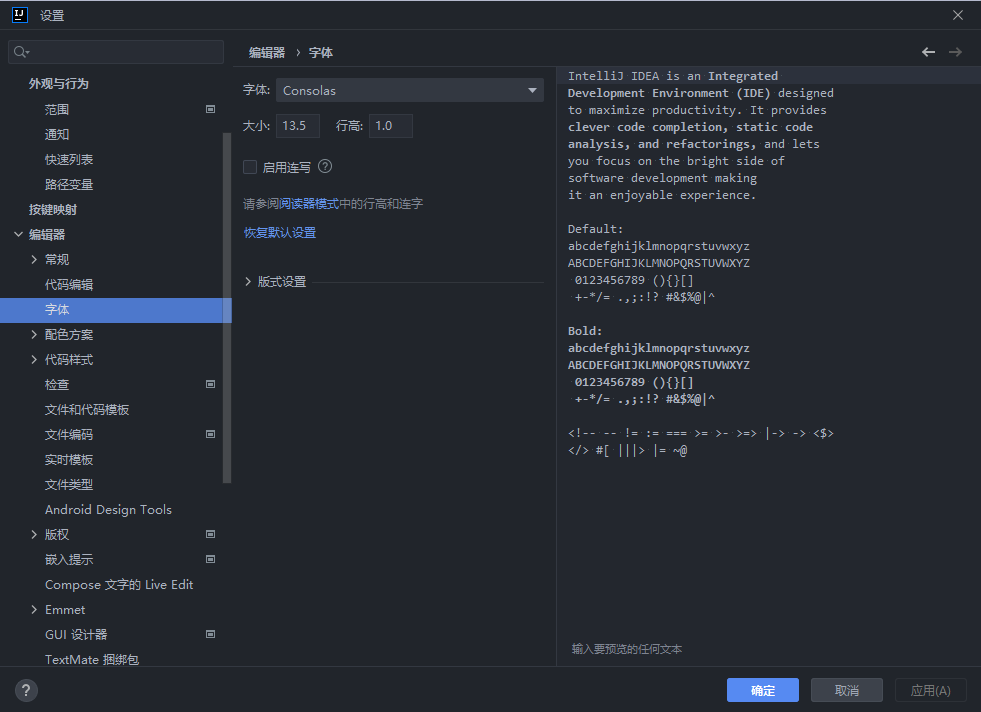 IJ 设置
编辑器 › 字体
外观与行为
范围
通知
快速列表
路径变量
按键映射
编辑器
常规
代码编辑
字体
配色方案
代码样式
检查
文件和代码模板
文件编码
实时模板
文件类型
Android Design Tools
版权
嵌入提示
Compose 文字的 Live Edit
Emmet
GUI 设计器
TextMate 捆绑包
字体: Consolas
大小: 13.5 行高: 1.0
启用连写 ?
请参阅阅读器模式中的行高和连字
恢复默认设置
版式设置
IntelliJ IDEA is an Integrated
Development Environment (IDE) designed
to maximize productivity. It provides
clever code completion, static code
analysis, and refactorings, and lets
you focus on the bright side of
software development making
it an enjoyable experience.
Default:
abcdefghijklmnopqrstuvwxyz
ABCDEFGHIJKLMNOPQRSTUVWXYZ
0123456789 (){}[]
+-*/= .,;:!? #&$%@|^
Bold:
abcdefghijklmnopqrstuvwxyz
ABCDEFGHIJKLMNOPQRSTUVWXYZ
0123456789 (){}[]
+-*/= .,;:!? #&$%@|^
<!-- -- != := === >= >- >=> |-> -> <$>
</> #[ |||> |= ~@
输入要预览的任何文本
? 确定 取消 应用(A)